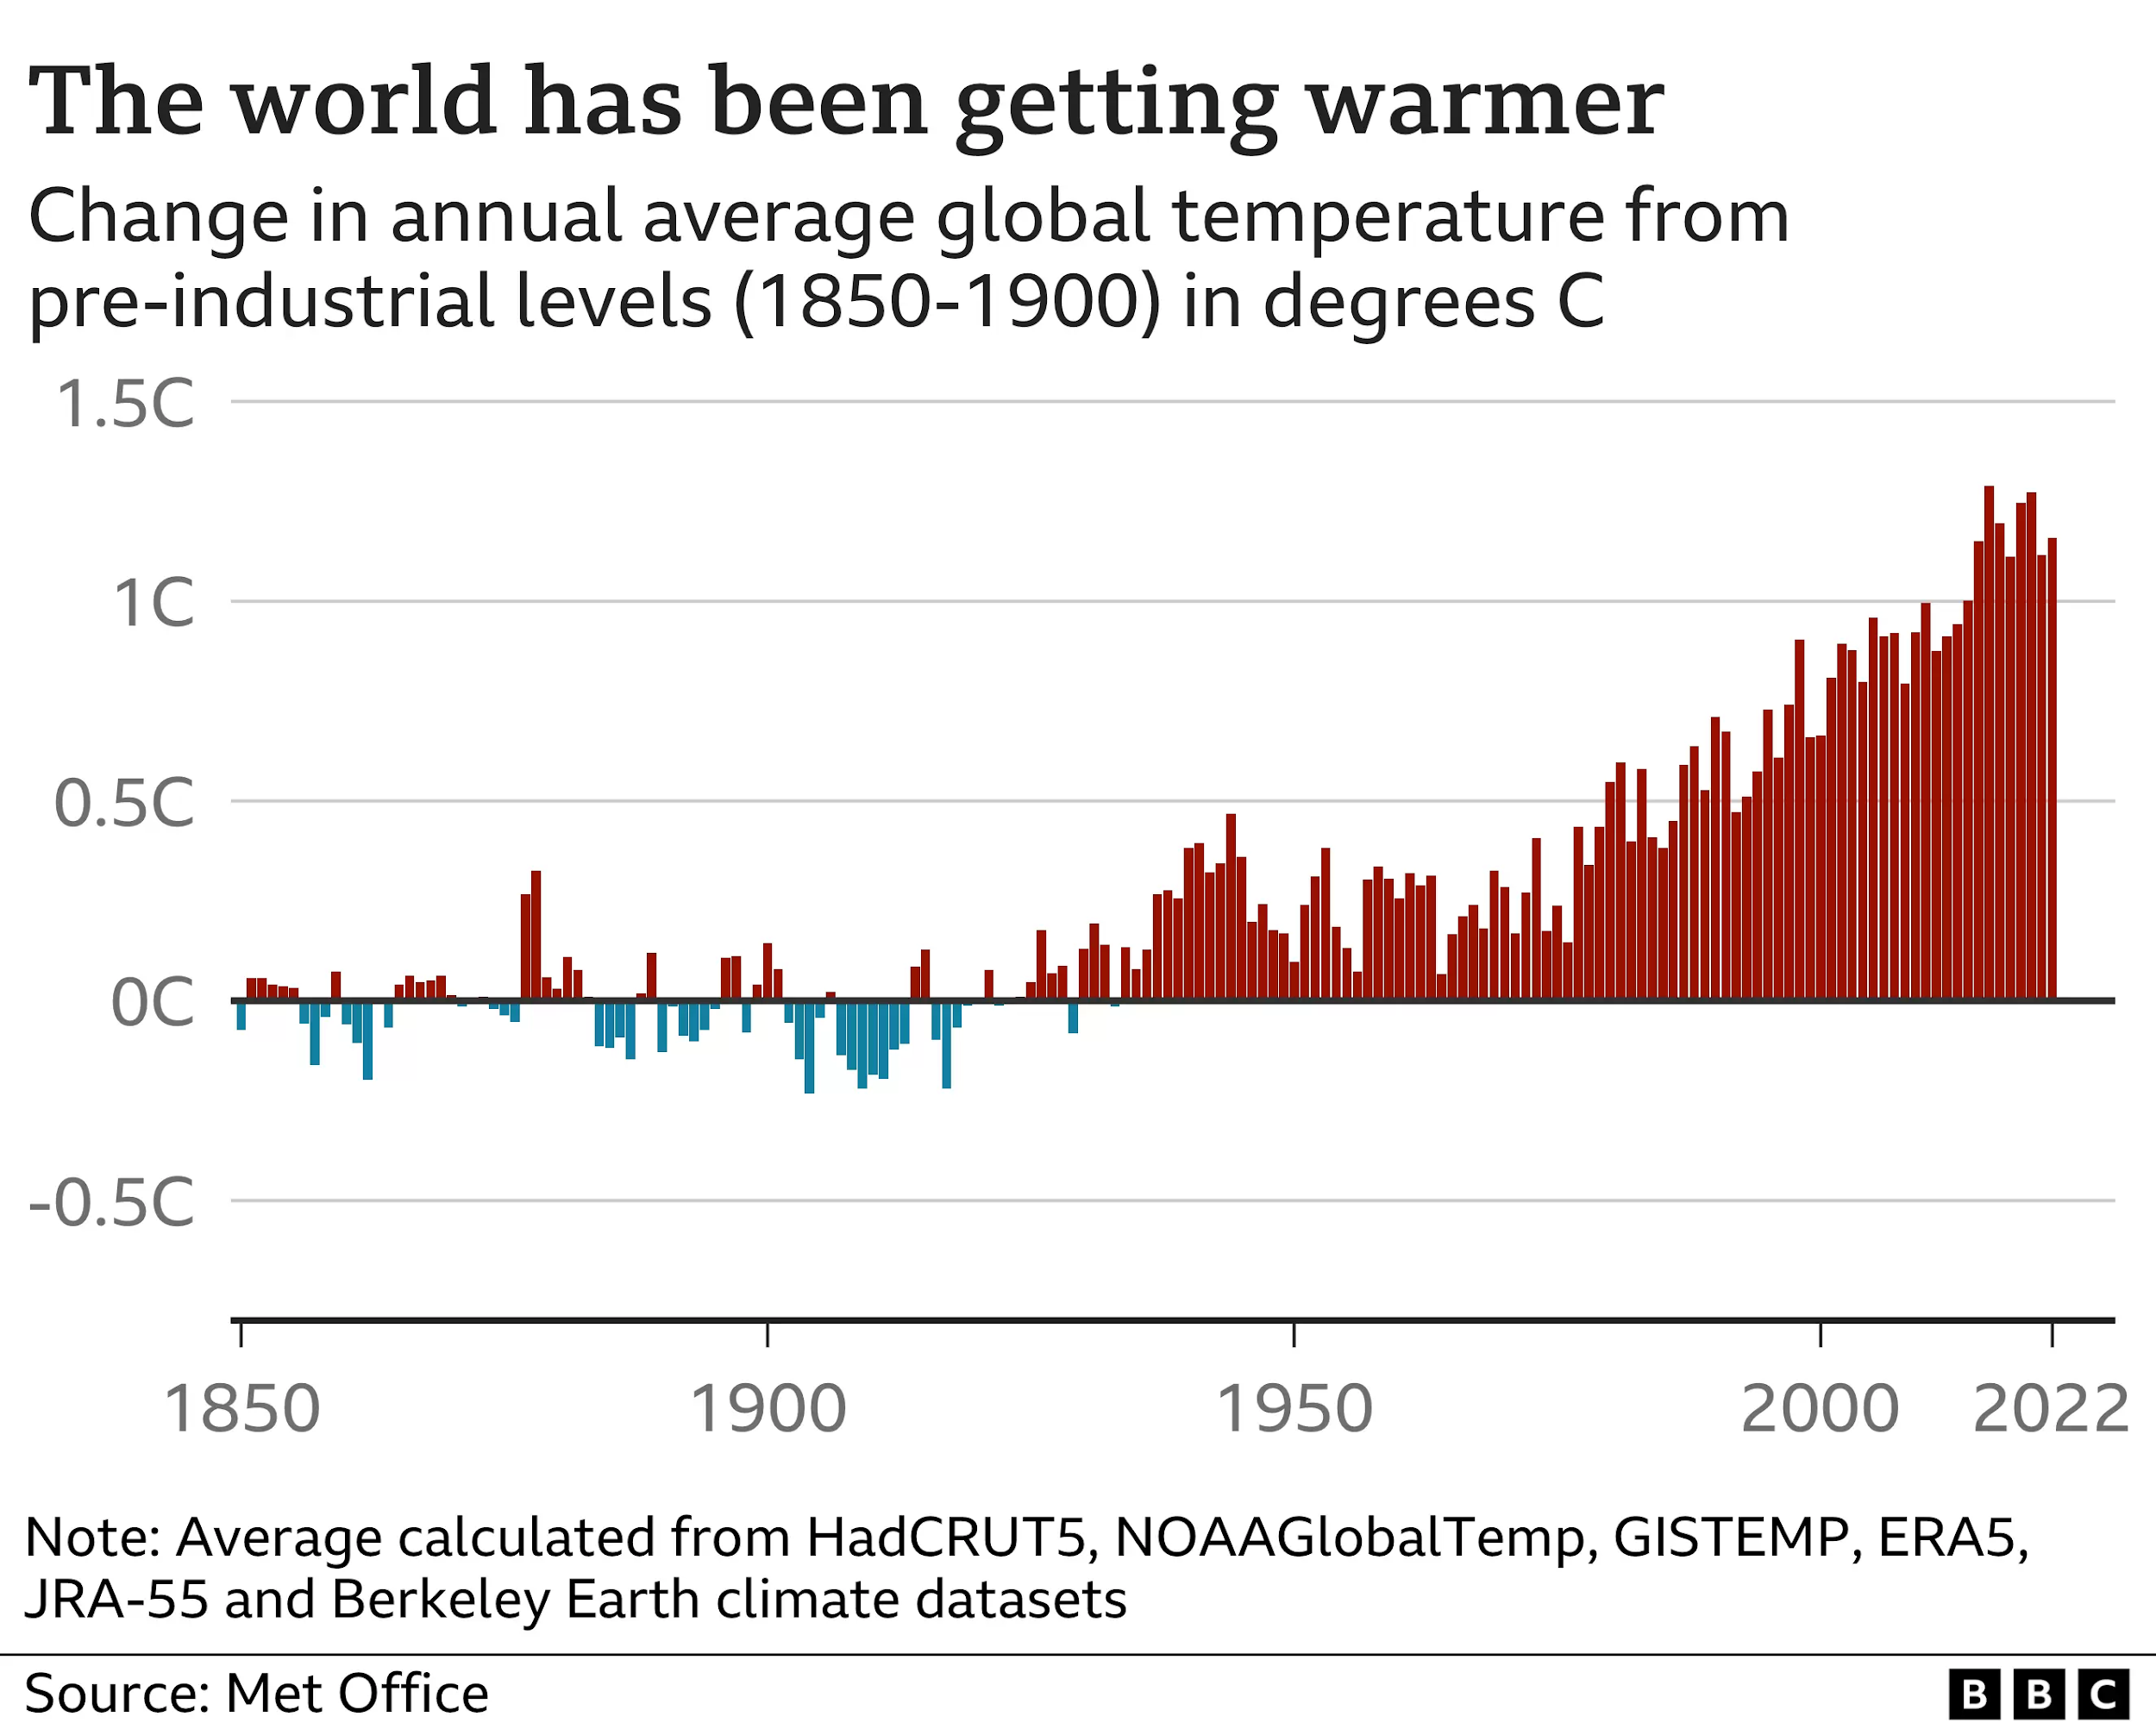 The world has been getting warmer
Change in annual average global temperature from
pre-industrial levels (1850-1900) in degrees C
1.5C
1C
0.5C
0C
-0.5C
1850 1900 1950 2000 2022
Note: Average calculated from HadCRUT5, NOAAGlobalTemp, GISTEMP, ERA5,
JRA-55 and Berkeley Earth climate datasets
Source: Met Office BBC